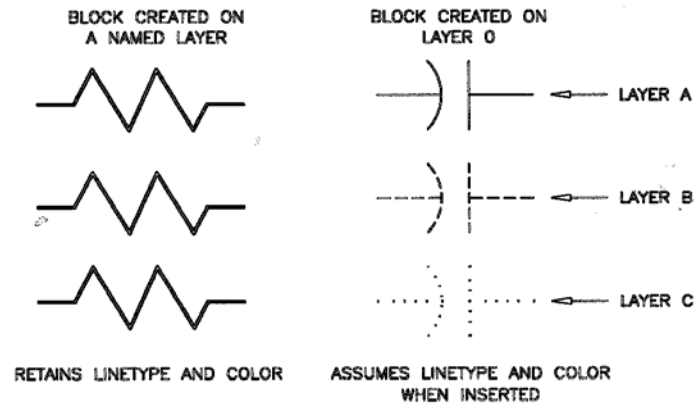 BLOCK CREATED ON
A NAMED LAYER
BLOCK CREATED ON
LAYER 0
LAYER A
LAYER B
LAYER C
RETAINS LINETYPE AND COLOR
ASSUMES LINETYPE AND COLOR
WHEN INSERTED